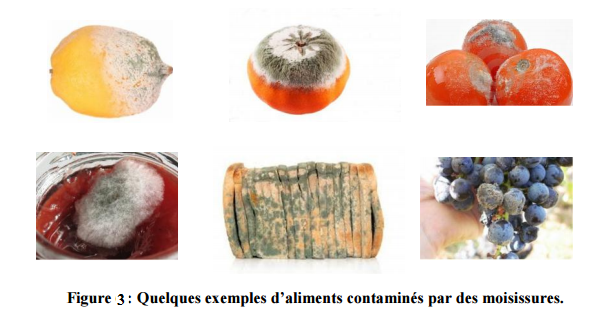 Figure 3 : Quelques exemples d'aliments contaminés par des moisissures.